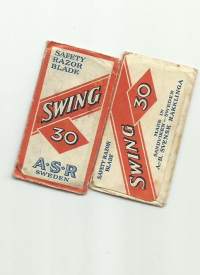 SAFETY
RAZOR
BLADE
SWING
30
A·S·R
SWEDEN
SWING
30
SAFETY RAZOR
BLADE
MADE IN
SWEDEN
A.-B. SVENSK RAKKLINGA